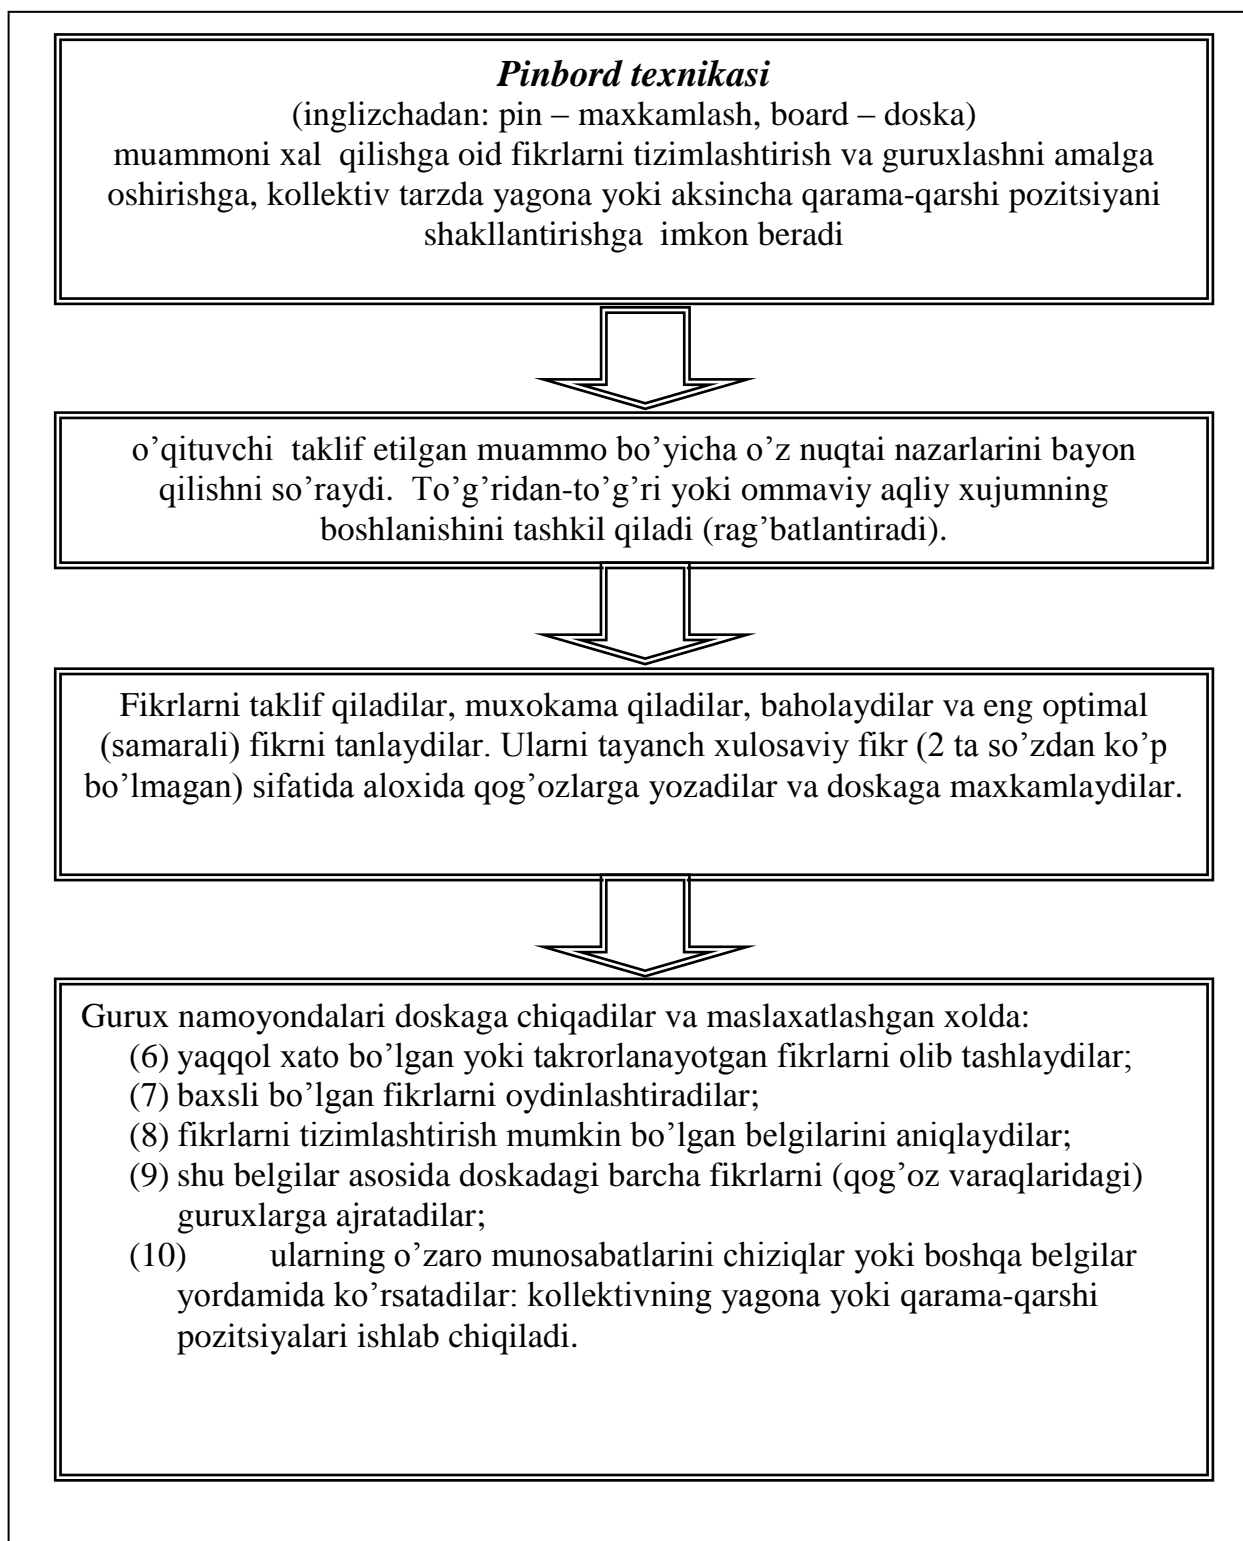 Pinbord texnikasi
(inglizchadan: pin – maxkamlash, board – doska)
muammoni xal qilishga oid fikrlarni tizimlashtirish va guruxlashni amalga
oshirishga, kollektiv tarzda yagona yoki aksincha qarama-qarshi pozitsiyani
shakllantirishga imkon beradi
o’qituvchi taklif etilgan muammo bo’yicha o’z nuqtai nazarlarini bayon
qilishni so’raydi. To’g’ridan-to’g’ri yoki ommaviy aqliy xujumning
boshlanishini tashkil qiladi (rag’batlantiradi).
Fikrlarni taklif qiladilar, muxokama qiladilar, baholaydilar va eng optimal
(samarali) fikrni tanlaydilar. Ularni tayanch xulosaviy fikr (2 ta so’zdan ko’p
bo’lmagan) sifatida aloxida qog’ozlarga yozadilar va doskaga maxkamlaydilar.
Gurux namoyondalari doskaga chiqadilar va maslaxatlashgan xolda:
(6) yaqqol xato bo’lgan yoki takrorlanayotgan fikrlarni olib tashlaydilar;
(7) baxsli bo’lgan fikrlarni oydinlashtiradilar;
(8) fikrlarni tizimlashtirish mumkin bo’lgan belgilarini aniqlaydilar;
(9) shu belgilar asosida doskadagi barcha fikrlarni (qog’oz varaqlaridagi)
guruxlarga ajratadilar;
(10) ularning o’zaro munosabatlarini chiziqlar yoki boshqa belgilar
yordamida ko’rsatadilar: kollektivning yagona yoki qarama-qarshi
pozitsiyalari ishlab chiqiladi.